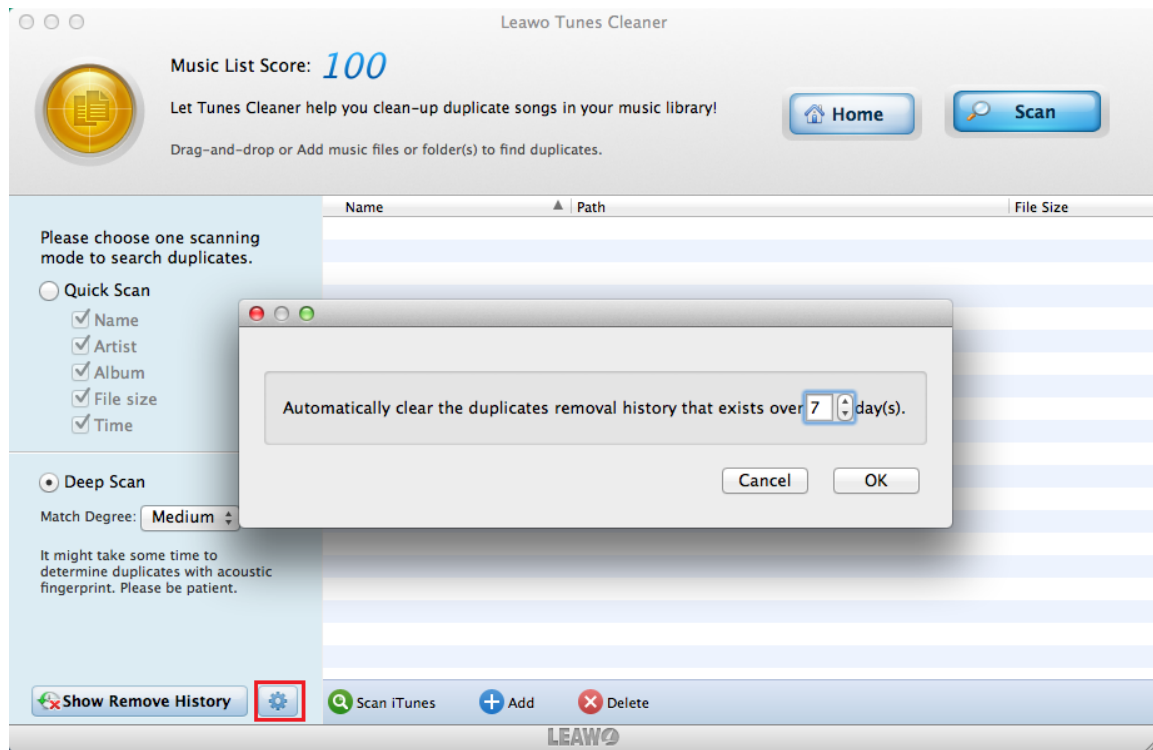 Leawo Tunes Cleaner
Music List Score: 100
Let Tunes Cleaner help you clean-up duplicate songs in your music library!
Drag-and-drop or Add music files or folder(s) to find duplicates.
Home
Scan
Name
Path
File Size
Please choose one scanning
mode to search duplicates.
Quick Scan
Name
Artist
Album
File size
Time
Automatically clear the duplicates removal history that exists over 7 day(s).
Cancel
OK
Deep Scan
Match Degree: Medium
It might take some time to
determine duplicates with acoustic
fingerprint. Please be patient.
Show Remove History
Scan iTunes
Add
Delete
LEAWO